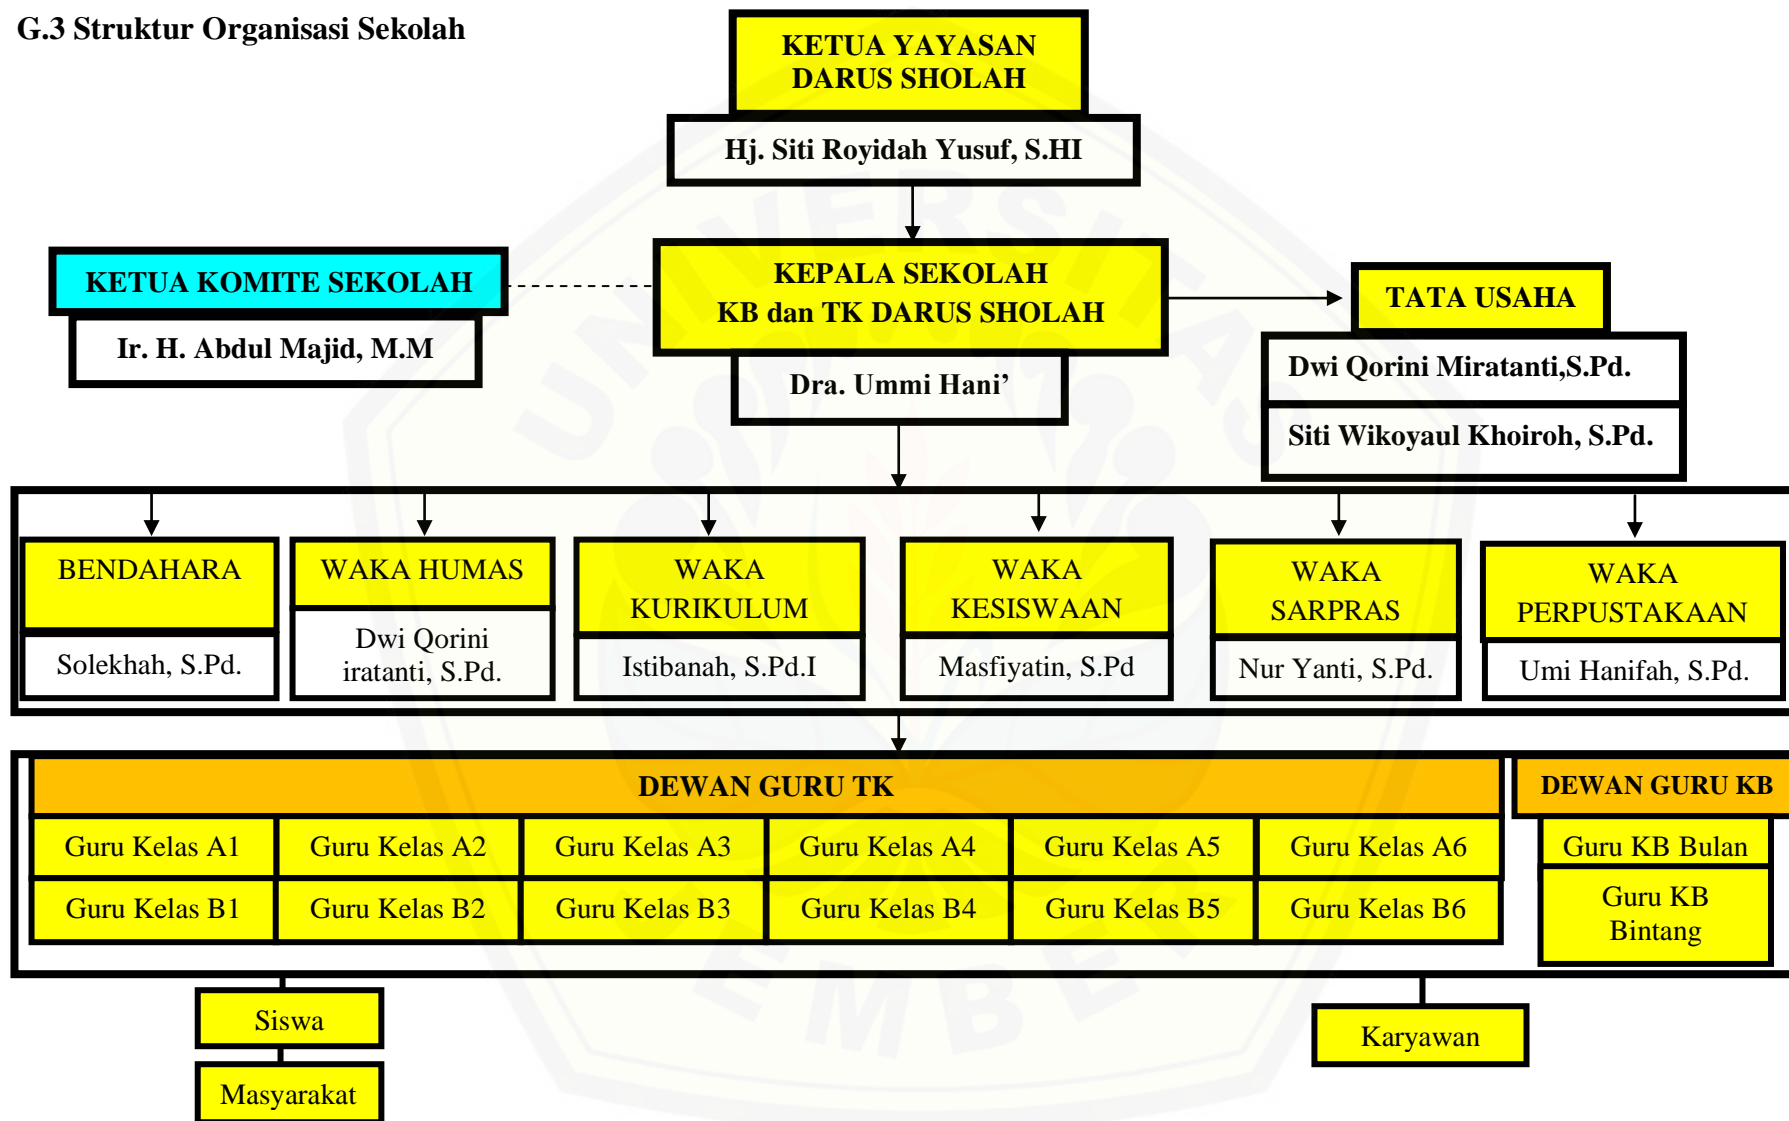 G.3 Struktur Organisasi Sekolah
KETUA YAYASAN
DARUS SHOLAH
Hj. Siti Royidah Yusuf, S.HI
KETUA KOMITE SEKOLAH
Ir. H. Abdul Majid, M.M
KEPALA SEKOLAH
KB dan TK DARUS SHOLAH
Dra. Ummi Hani’
TATA USAHA
Dwi Qorini Miratanti,S.Pd.
Siti Wikoyaul Khoiroh, S.Pd.
BENDAHARA
Solekhah, S.Pd.
WAKA HUMAS
Dwi Qorini
iratanti, S.Pd.
WAKA
KURIKULUM
Istibanah, S.Pd.I
WAKA
KESISWAAN
Masfiyatin, S.Pd
WAKA
SARPRAS
Nur Yanti, S.Pd.
WAKA
PERPUSTAKAAN
Umi Hanifah, S.Pd.
DEWAN GURU TK
Guru Kelas A1
Guru Kelas A2
Guru Kelas A3
Guru Kelas A4
Guru Kelas A5
Guru Kelas A6
Guru Kelas B1
Guru Kelas B2
Guru Kelas B3
Guru Kelas B4
Guru Kelas B5
Guru Kelas B6
DEWAN GURU KB
Guru KB Bulan
Guru KB
Bintang
Siswa
Masyarakat
Karyawan
UNIVERSITAS
JEMBER